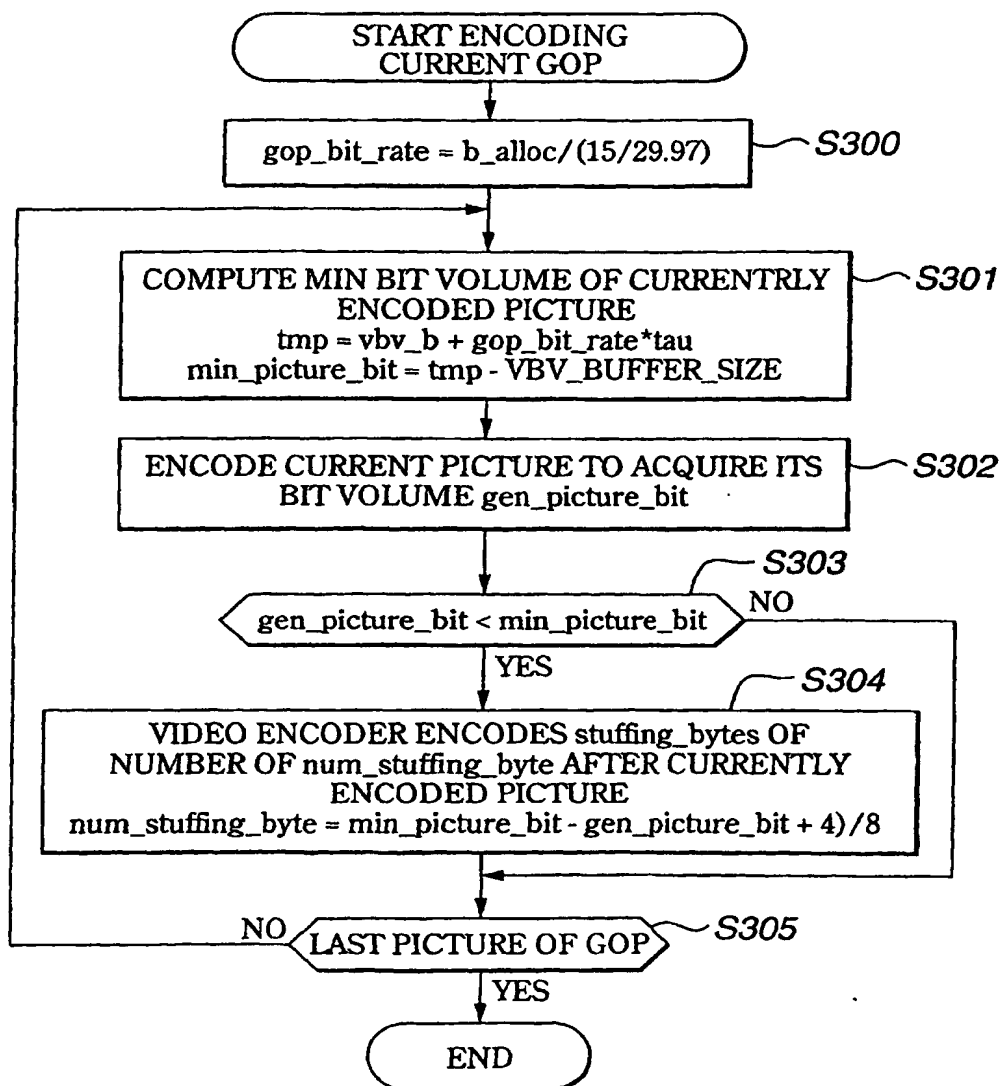 START ENCODING
CURRENT GOP
gop_bit_rate = b_alloc/(15/29.97)
S300
COMPUTE MIN BIT VOLUME OF CURRENTRLY
ENCODED PICTURE
tmp = vbv_b + gop_bit_rate*tau
min_picture_bit = tmp - VBV_BUFFER_SIZE
S301
ENCODE CURRENT PICTURE TO ACQUIRE ITS
BIT VOLUME gen_picture_bit
S302
S303
gen_picture_bit < min_picture_bit
NO
YES
S304
VIDEO ENCODER ENCODES stuffing_bytes OF
NUMBER OF num_stuffing_byte AFTER CURRENTLY
ENCODED PICTURE
num_stuffing_byte = min_picture_bit - gen_picture_bit + 4)/8
NO
LAST PICTURE OF GOP
S305
YES
END